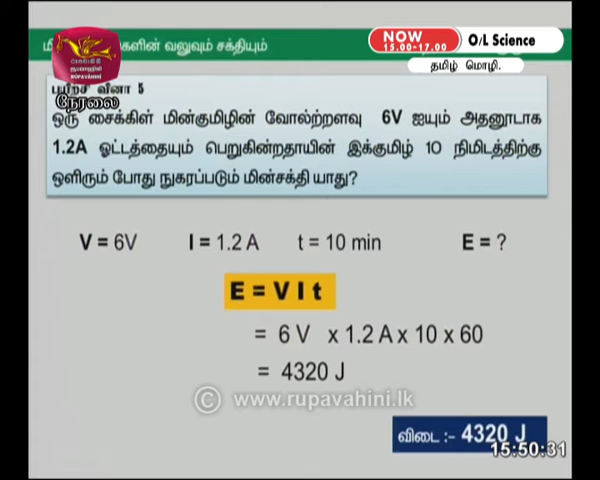 மி
களின் வலுவும் சக்தியும்
NOW
15.00-17.00
O/L Science
தமிழ் மொழி.
RUPAVAHINI
நேரலை
பயிற்சி வினா 5
ஒரு சைக்கிள் மின்குமிழின் வோல்ற்றளவு 6V ஐயும் அதனூடாக
1.2A ஓட்டத்தையும் பெறுகின்றதாயின் இக்குமிழ் 10 நிமிடத்திற்கு
ஒளிரும் போது நுகரப்படும் மின்சக்தி யாது?
V = 6V I = 1.2 A t = 10 min E = ?
E = V I t
= 6 V x 1.2 A x 10 x 60
= 4320 J
© www.rupavahini.lk
விடை :- 4320 J
15:50:31